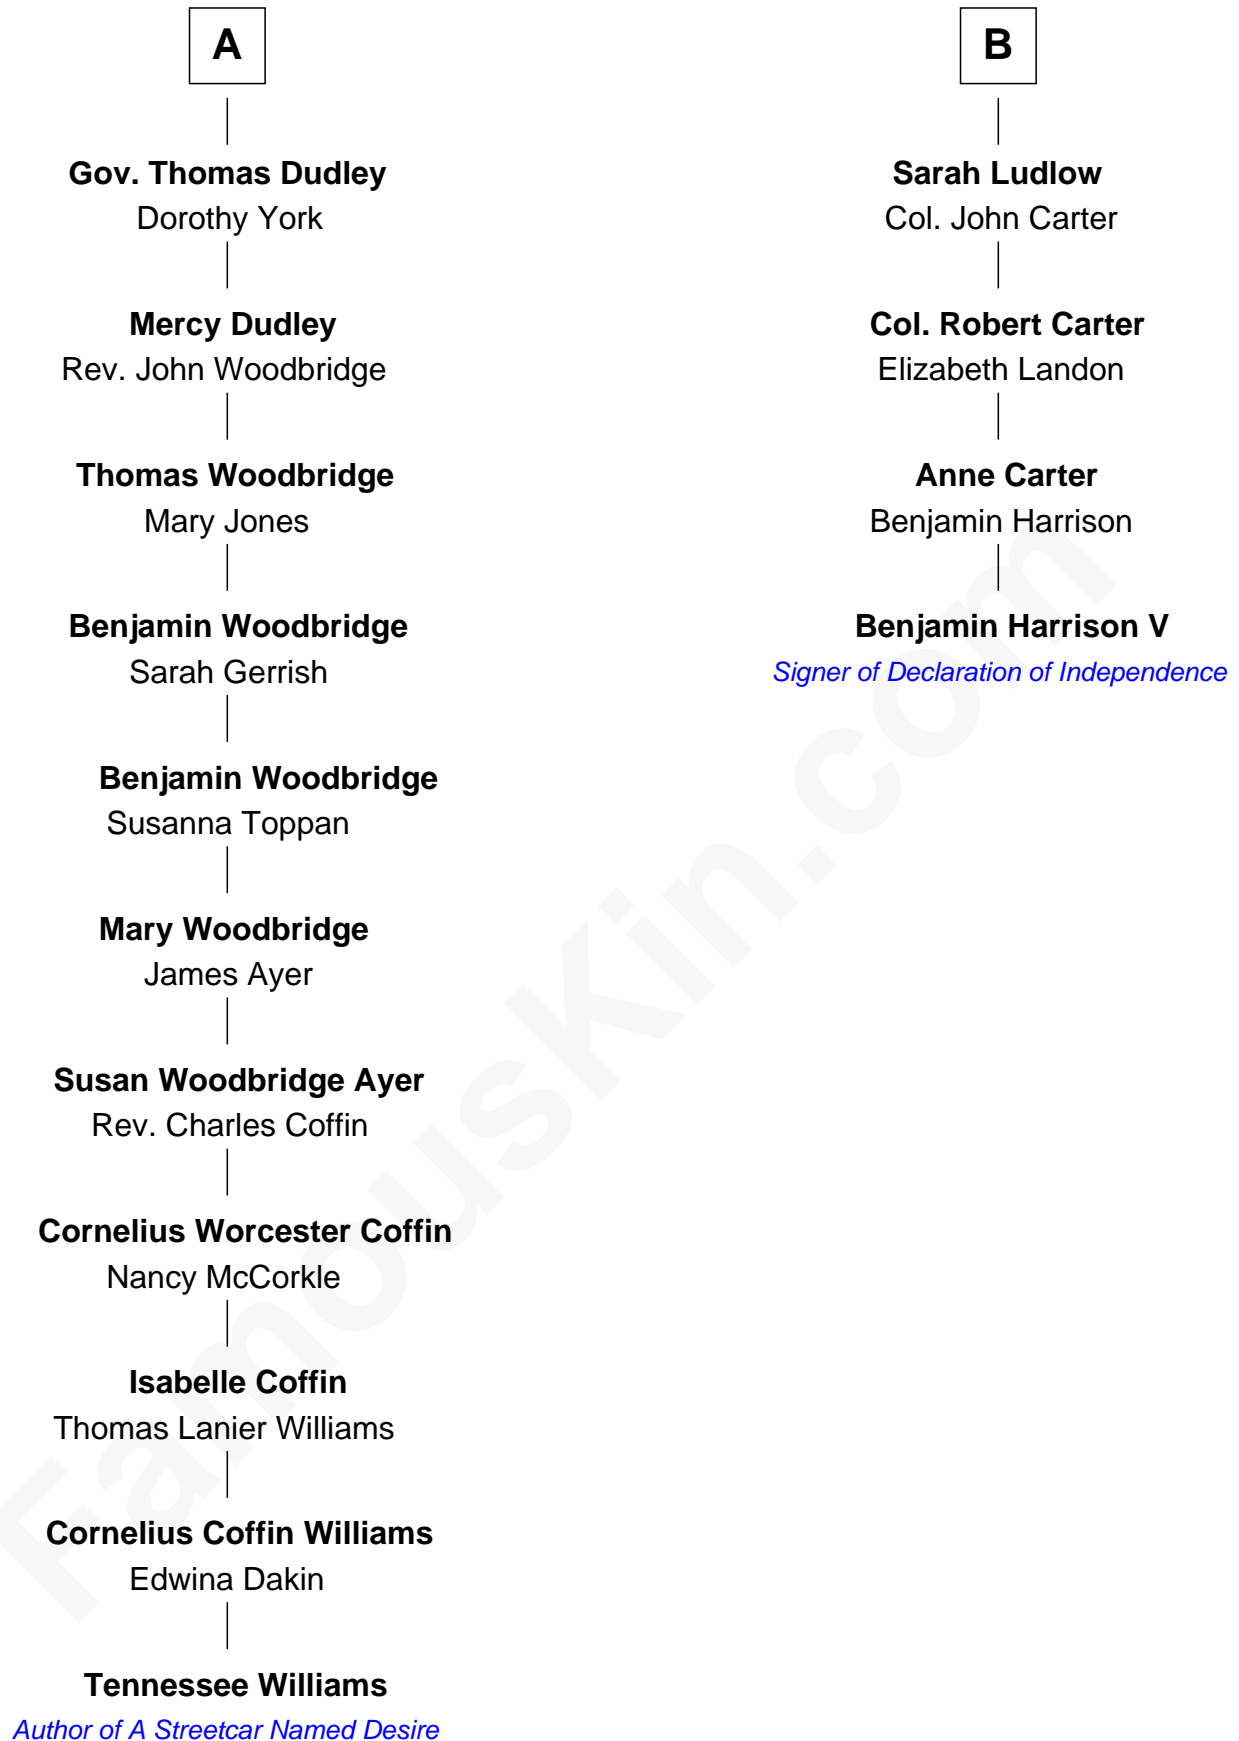 A
Gov. Thomas Dudley
Dorothy York
Mercy Dudley
Rev. John Woodbridge
Thomas Woodbridge
Mary Jones
Benjamin Woodbridge
Sarah Gerrish
Benjamin Woodbridge
Susanna Toppan
Mary Woodbridge
James Ayer
Susan Woodbridge Ayer
Rev. Charles Coffin
Cornelius Worcester Coffin
Nancy McCorkle
Isabelle Coffin
Thomas Lanier Williams
Cornelius Coffin Williams
Edwina Dakin
Tennessee Williams
Author of A Streetcar Named Desire
B
Sarah Ludlow
Col. John Carter
Col. Robert Carter
Elizabeth Landon
Anne Carter
Benjamin Harrison
Benjamin Harrison V
Signer of Declaration of Independence
FamousKin.com